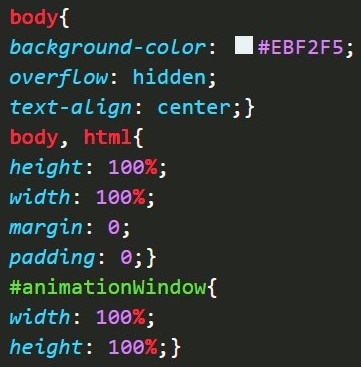 body{
background-color: #EBF2F5;
overflow: hidden;
text-align: center;}
body, html{
height: 100%;
width: 100%;
margin: 0;
padding: 0;}
#animationWindow{
width: 100%;
height: 100%;}